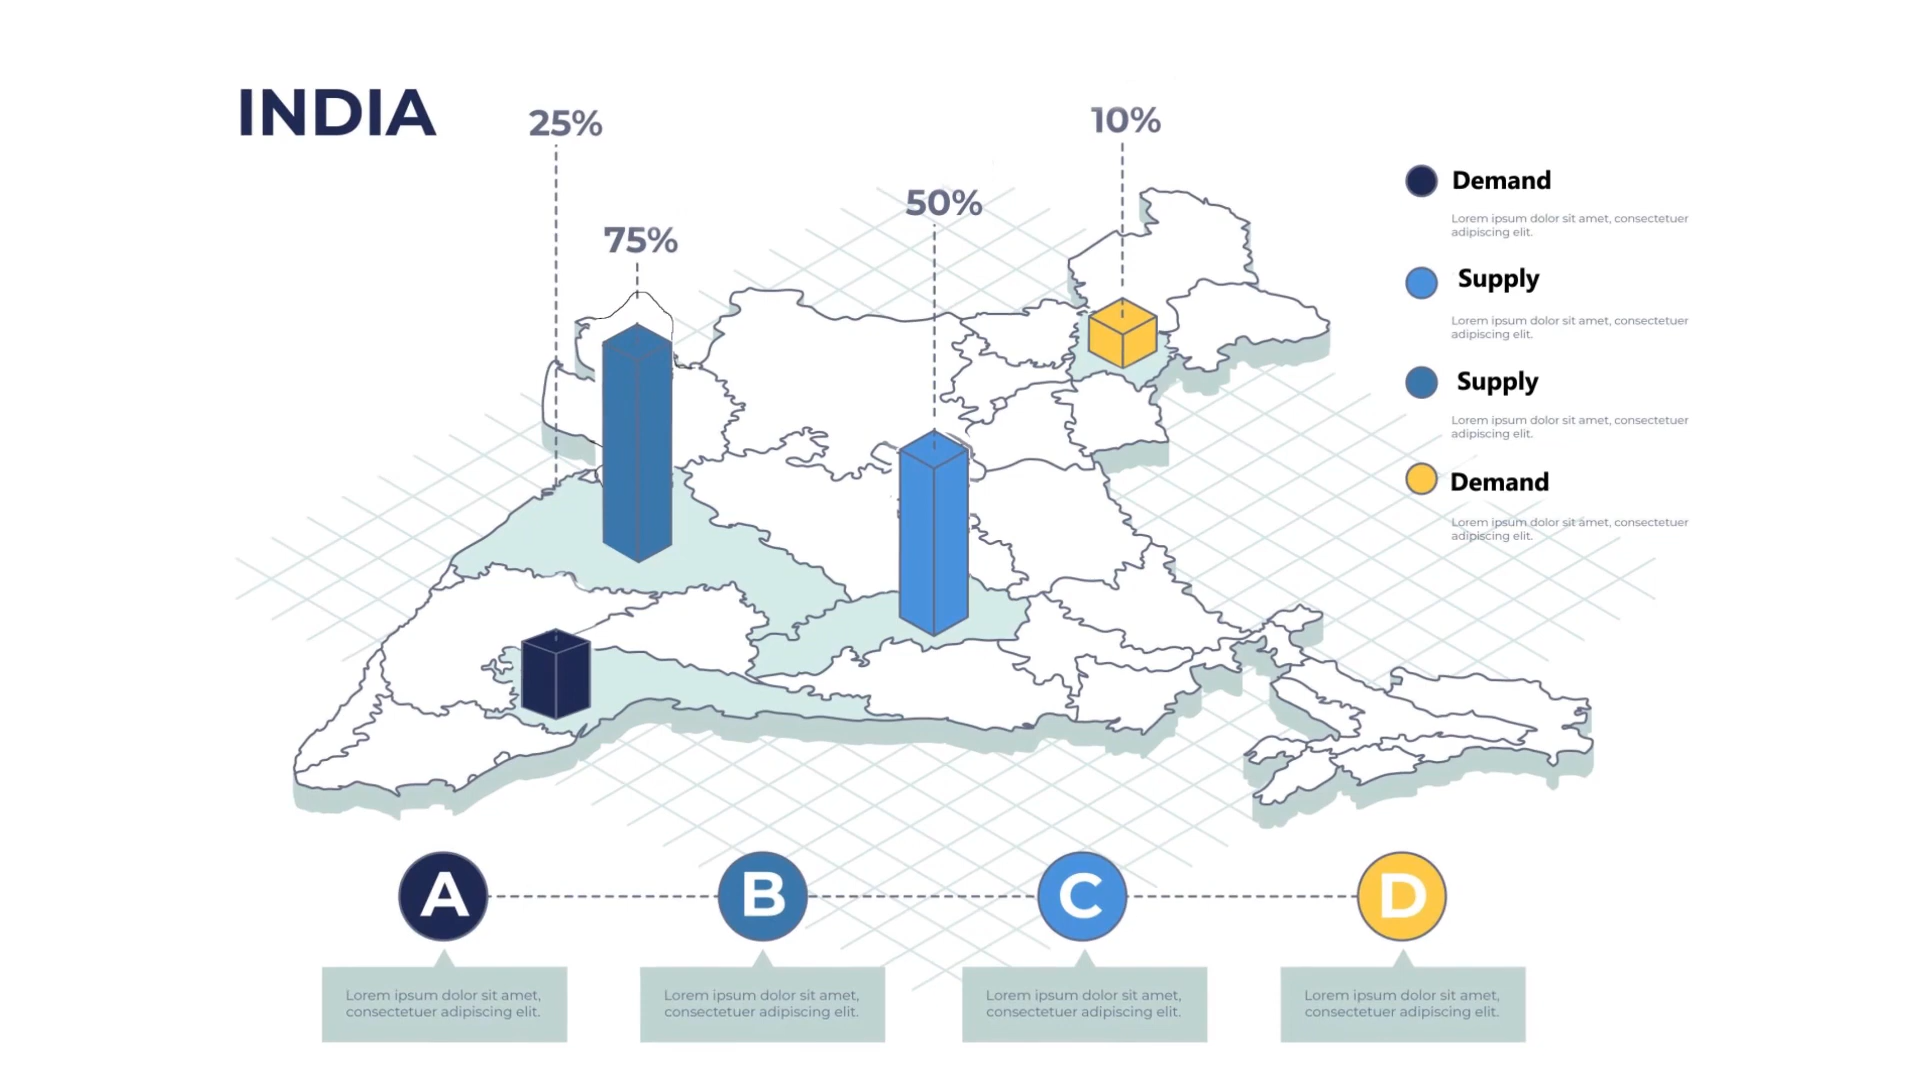 INDIA
25%
10%
50%
75%
Demand
Lorem ipsum dolor sit amet, consectetuer
adipiscing elit.
Supply
Lorem ipsum dolor sit amet, consectetuer
adipiscing elit.
Supply
Lorem ipsum dolor sit amet, consectetuer
adipiscing elit.
Demand
Lorem ipsum dolor sit amet, consectetuer
adipiscing elit.
A
B
C
D
Lorem ipsum dolor sit amet,
consectetuer adipiscing elit.
Lorem ipsum dolor sit amet,
consectetuer adipiscing elit.
Lorem ipsum dolor sit amet,
consectetuer adipiscing elit.
Lorem ipsum dolor sit amet,
consectetuer adipiscing elit.